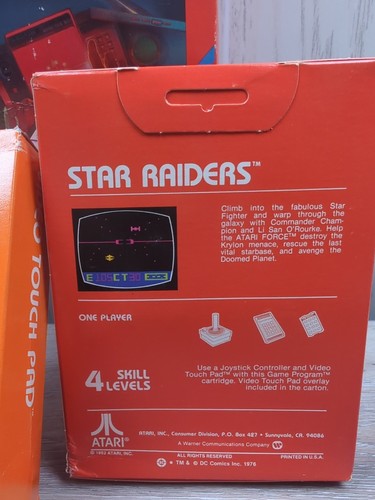 STAR RAIDERS™
Climb into the fabulous Star
Fighter and warp through the
galaxy with Commander Cham-
pion and Li San O'Rourke. Help
the ATARI FORCE™ destroy the
Krylon menace, rescue the last
vital starbase, and avenge the
Doomed Planet.
ONE PLAYER
4 SKILL
LEVELS
Use a Joystick Controller and Video
Touch Pad™ with this Game Program™
cartridge. Video Touch Pad overlay
included in the carton.
ATARI®
© 1982 ATARI, INC.
ATARI, INC., Consumer Division, P.O. Box 427 • Sunnyvale, CA. 94086
A Warner Communications Company
ALL RIGHTS RESERVED
PRINTED IN U.S.A.
* TM & © DC Comics Inc. 1976
TOUCH PAD™